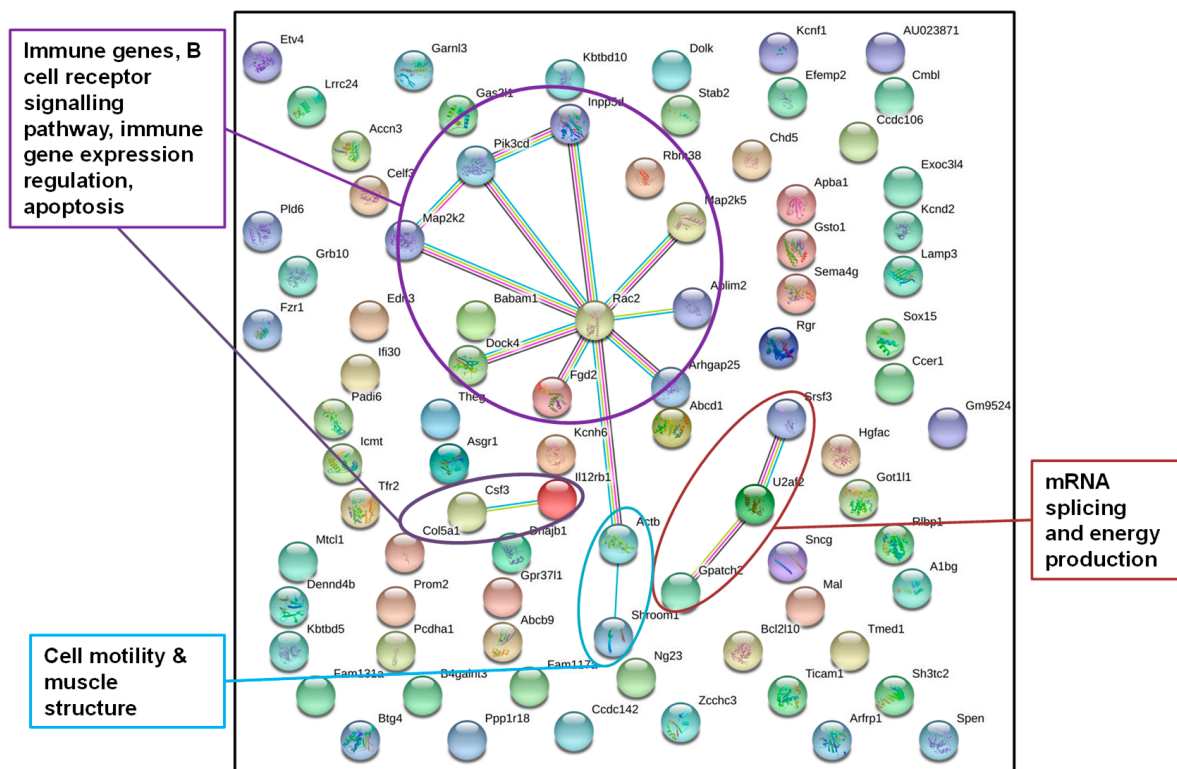 Immune genes, B
cell receptor
signalling
pathway, immune
gene expression
regulation,
apoptosis
Cell motility &
muscle
structure
mRNA
splicing
and energy
production
Etv4
Garnl3
Kbtbd10
Dolk
Kcnf1
AU023871
Lrrc24
Gas2l1
Inpp5d
Stab2
Efemp2
Cmbl
Accn3
Pik3cd
Rbm38
Chd5
Ccdc106
Celf3
Map2k2
Map2k5
Apba1
Exoc3l4
Pld6
Gsto1
Kcnd2
Grb10
Sema4g
Lamp3
Fzr1
Edn3
Babam1
Rac2
Ablim2
Rgr
Sox15
Ifi30
Dock4
Fgd2
Arhgap25
Ccer1
Padi6
Theg
Abcd1
Srsf3
Gm9524
Icmt
Asgr1
Kcnh6
Hgfac
Tfr2
Csf3
Il12rb1
U2af2
Got1l1
Mtcl1
Col5a1
Dnajb1
Actb
Rlbp1
Dennd4b
Prom2
Gpr37l1
Gpatch2
Sncg
A1bg
Kbtbd5
Pcdha1
Abcb9
Shroom1
Mal
Bcl2l10
Tmed1
Fam131a
B4galnt3
Fam117a
Ng23
Ticam1
Sh3tc2
Btg4
Ppp1r18
Ccdc142
Zcchc3
Arfrp1
Spen